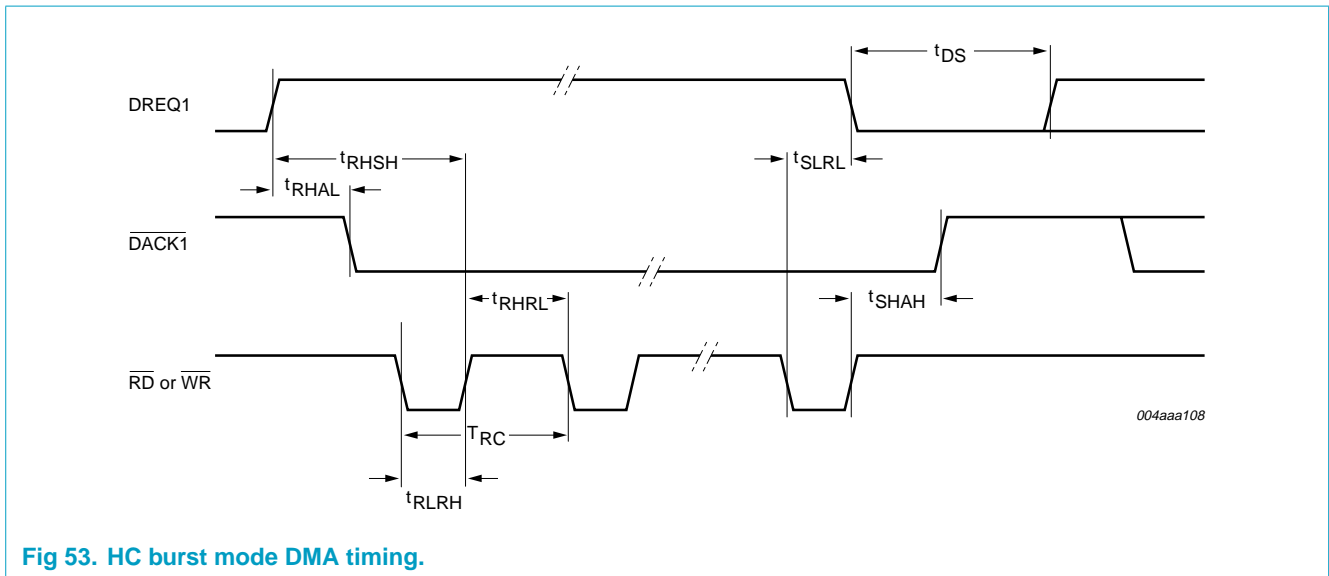 DREQ1
tDS
tRHSH
tSLRL
tRHAL
DACK1
tRHRL
tSHAH
RD or WR
004aaa108
TRC
tRLRH
Fig 53. HC burst mode DMA timing.